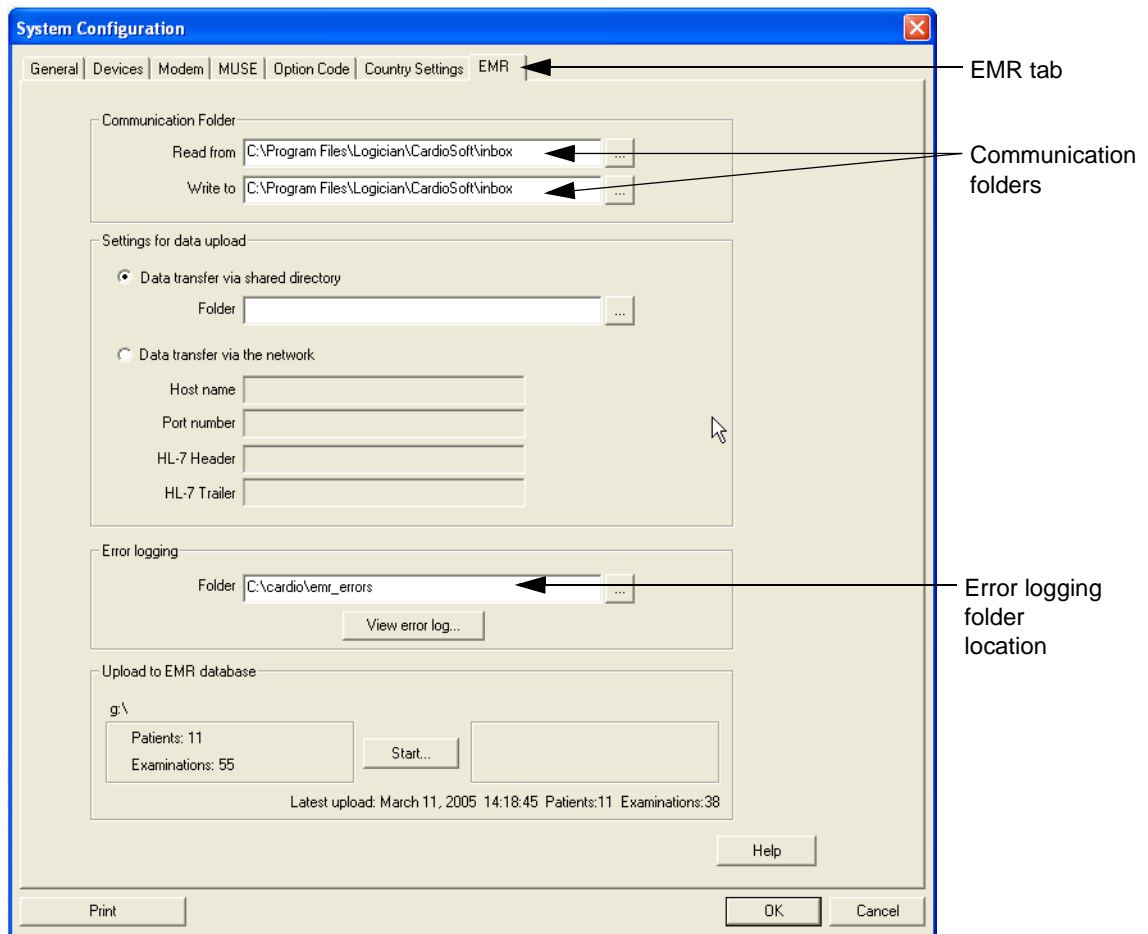 System Configuration
General Devices Modem MUSE Option Code Country Settings EMR
EMR tab
Communication Folder
Read from C:\Program Files\Logician\CardioSoft\inbox ...
Communication
folders
Write to C:\Program Files\Logician\CardioSoft\inbox ...
Settings for data upload
Data transfer via shared directory
Folder ...
Data transfer via the network
Host name
Port number
HL-7 Header
HL-7 Trailer
Error logging
Folder C:\cardio\emr_errors ...
Error logging
folder
location
View error log...
Upload to EMR database
g:\
Patients: 11
Examinations: 55
Start...
Latest upload: March 11, 2005 14:18:45 Patients:11 Examinations:38
Help
Print OK Cancel